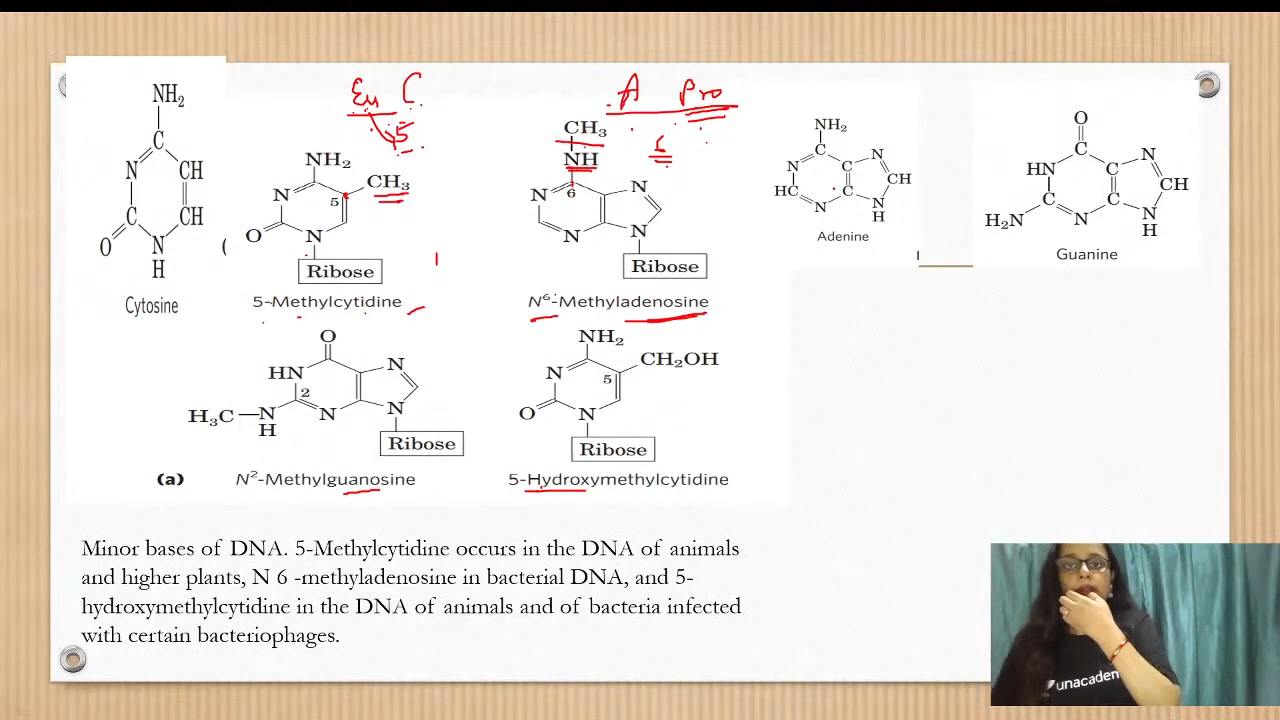 Eu C
5
A Pro
6
NH2
N
C
CH
C
CH
O
N
H
Cytosine
NH2
N
5
CH3
O
N
Ribose
5-Methylcytidine
CH3
NH
6
N
N
N
N
Ribose
N6-Methyladenosine
NH2
N
C
C
N
HC
C
CH
N
N
H
Adenine
O
C
HN
C
N
H2N
C
N
C
CH
N
H
Guanine
O
HN
2
N
H3C
N
H
N
N
Ribose
(a)
N2-Methylguanosine
NH2
N
5
CH2OH
O
N
Ribose
5-Hydroxymethylcytidine
Minor bases of DNA. 5-Methylcytidine occurs in the DNA of animals
and higher plants, N 6 -methyladenosine in bacterial DNA, and 5-
hydroxymethylcytidine in the DNA of animals and of bacteria infected
with certain bacteriophages.
unacadem